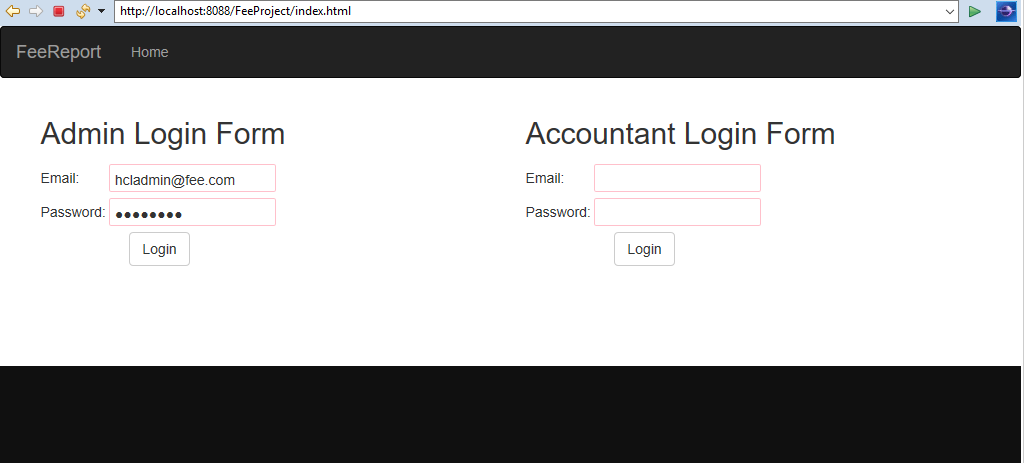 http://localhost:8088/FeeProject/index.html
FeeReport Home
Admin Login Form
Email: hcladmin@fee.com
Password: ●●●●●●●●
Login
Accountant Login Form
Email:
Password:
Login